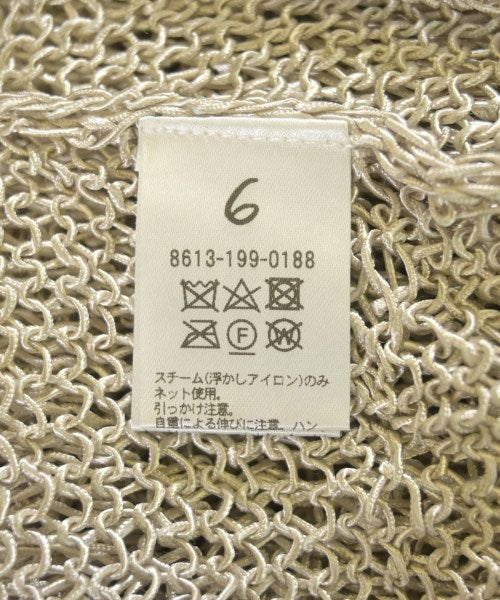 6
8613-199-0188
F W
スチーム(浮かしアイロン)のみ
ネット使用。
引っかけ注意。
自重による伸びに注意、ハン